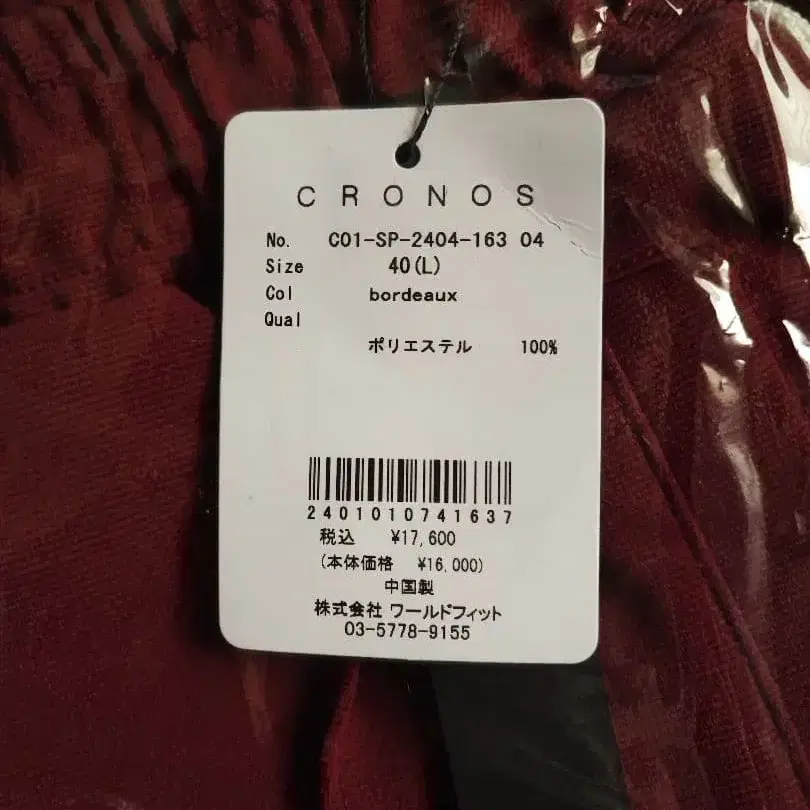 CRONOS
No. C01-SP-2404-163 04
Size 40(L)
Col bordeaux
Qual
ポリエステル 100%
2401010741637
税込 ¥17,600
(本体価格 ¥16,000)
中国製
株式会社 ワールドフィット
03-5778-9155